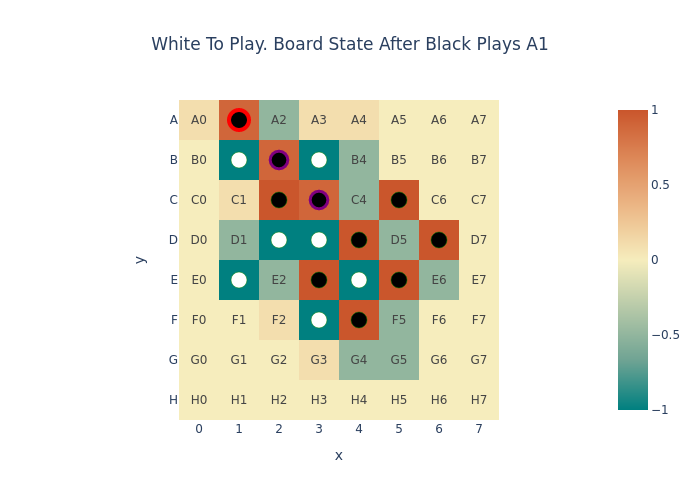 White To Play. Board State After Black Plays A1
A A0 A2 A3 A4 A5 A6 A7
B B0 B4 B5 B6 B7
C C0 C1 C4 C6 C7
D D0 D1 D5 D7
E E0 E2 E6 E7
F F0 F1 F2 F5 F6 F7
G G0 G1 G2 G3 G4 G5 G6 G7
H H0 H1 H2 H3 H4 H5 H6 H7
0 1 2 3 4 5 6 7
x
y
1
0.5
0
−0.5
−1